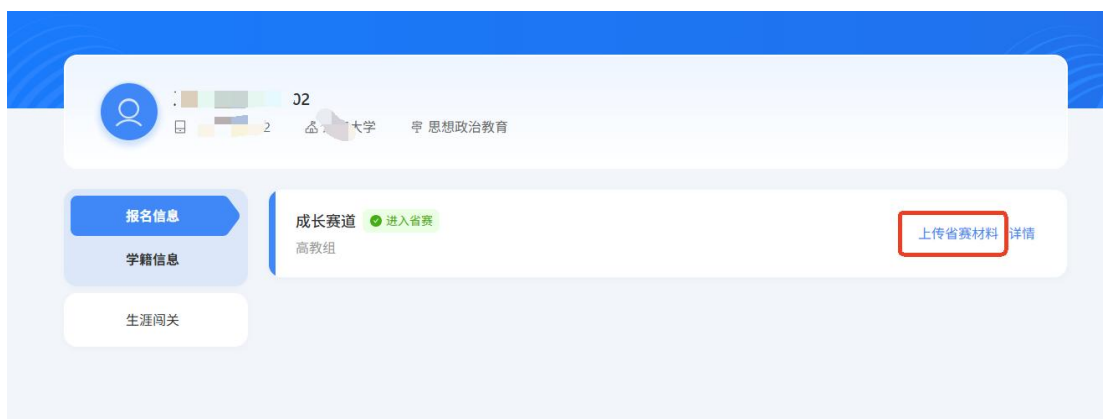 02
2 大学 思想政治教育
报名信息
学籍信息
生涯闯关
成长赛道 进入省赛
高教组
上传省赛材料 详情